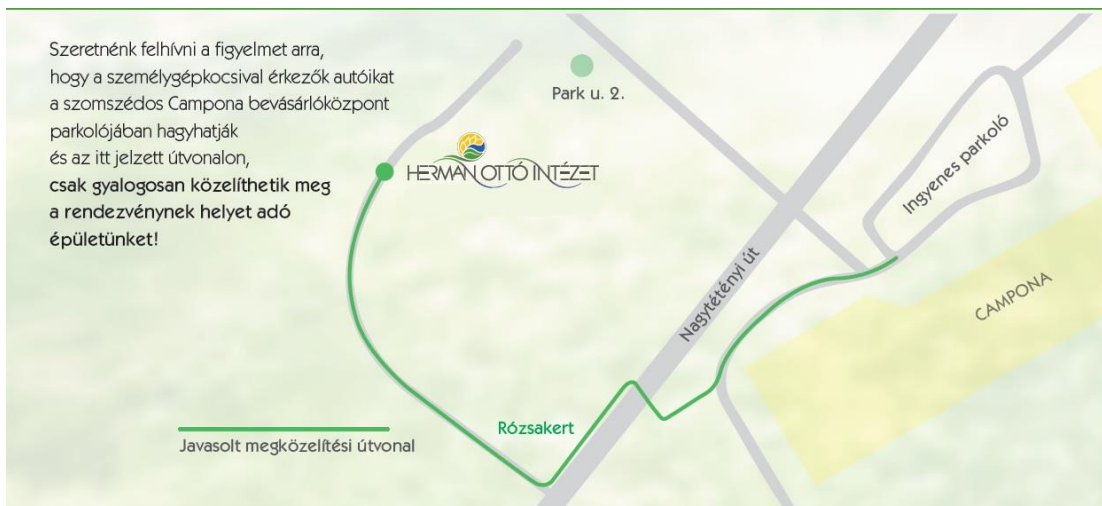 Szeretnénk felhívni a figyelmet arra,
hogy a személygépkocsival érkezők autóikat
a szomszédos Campona bevásárlóközpont
parkolójában hagyhatják
és az itt jelzett útvonalon,
csak gyalogosan közelíthetik meg
a rendezvénynek helyet adó
épületünket!
Park u. 2.
HERMAN OTTÓ INTÉZET
Ingyenes parkoló
Nagytétényi út
CAMPONA
Rózsakert
Javasolt megközelítési útvonal